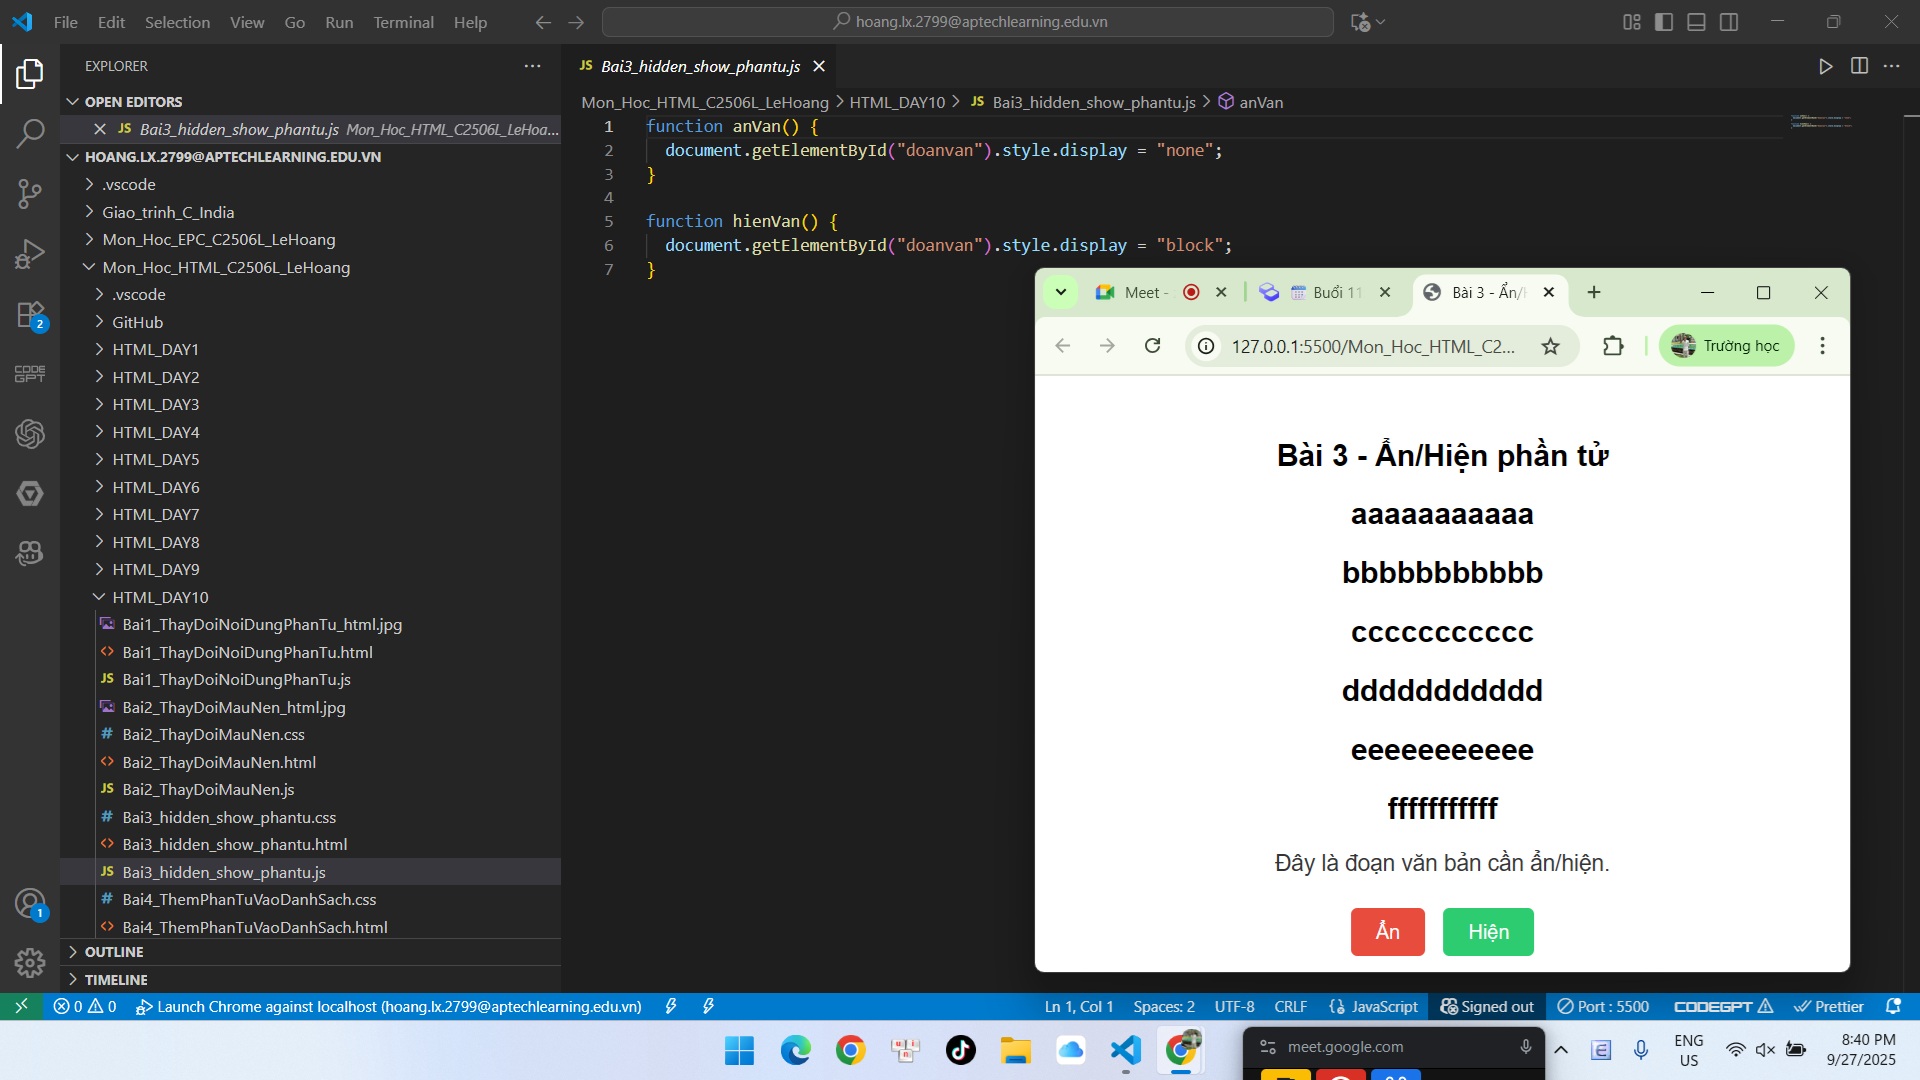 File Edit Selection View Go Run Terminal Help
hoang.lx.2799@aptechlearning.edu.vn
EXPLORER
OPEN EDITORS
JS Bai3_hidden_show_phantu.js Mon_Hoc_HTML_C2506L_LeHoa...
HOANG.LX.2799@APTECHLEARNING.EDU.VN
.vscode
Giao_trinh_C_India
Mon_Hoc_EPC_C2506L_LeHoang
Mon_Hoc_HTML_C2506L_LeHoang
.vscode
GitHub
HTML_DAY1
HTML_DAY2
HTML_DAY3
HTML_DAY4
HTML_DAY5
HTML_DAY6
HTML_DAY7
HTML_DAY8
HTML_DAY9
HTML_DAY10
Bai1_ThayDoiNoiDungPhanTu_html.jpg
Bai1_ThayDoiNoiDungPhanTu.html
JS Bai1_ThayDoiNoiDungPhanTu.js
Bai2_ThayDoiMauNen_html.jpg
# Bai2_ThayDoiMauNen.css
Bai2_ThayDoiMauNen.html
JS Bai2_ThayDoiMauNen.js
# Bai3_hidden_show_phantu.css
Bai3_hidden_show_phantu.html
JS Bai3_hidden_show_phantu.js
# Bai4_ThemPhanTuVaoDanhSach.css
Bai4_ThemPhanTuVaoDanhSach.html
OUTLINE
TIMELINE
2
CODE
GPT
1
JS Bai3_hidden_show_phantu.js
Mon_Hoc_HTML_C2506L_LeHoang > HTML_DAY10 > JS Bai3_hidden_show_phantu.js > anVan
1 function anVan() {
2 document.getElementById("doanvan").style.display = "none";
3 }
4
5 function hienVan() {
6 document.getElementById("doanvan").style.display = "block";
7 }
Meet - Buổi 11 Bài 3 - Ẩn/H
127.0.0.1:5500/Mon_Hoc_HTML_C2... Trường học
Bài 3 - Ẩn/Hiện phần tử
aaaaaaaaaaa
bbbbbbbbbbb
ccccccccccc
ddddddddddd
eeeeeeeeeee
fffffffffff
Đây là đoạn văn bản cần ẩn/hiện.
Ẩn Hiện
0 0 Launch Chrome against localhost (hoang.lx.2799@aptechlearning.edu.vn) Ln 1, Col 1 Spaces: 2 UTF-8 CRLF {} JavaScript Signed out Port : 5500 CODEGPT Prettier
meet.google.com
ENG
US
8:40 PM
9/27/2025